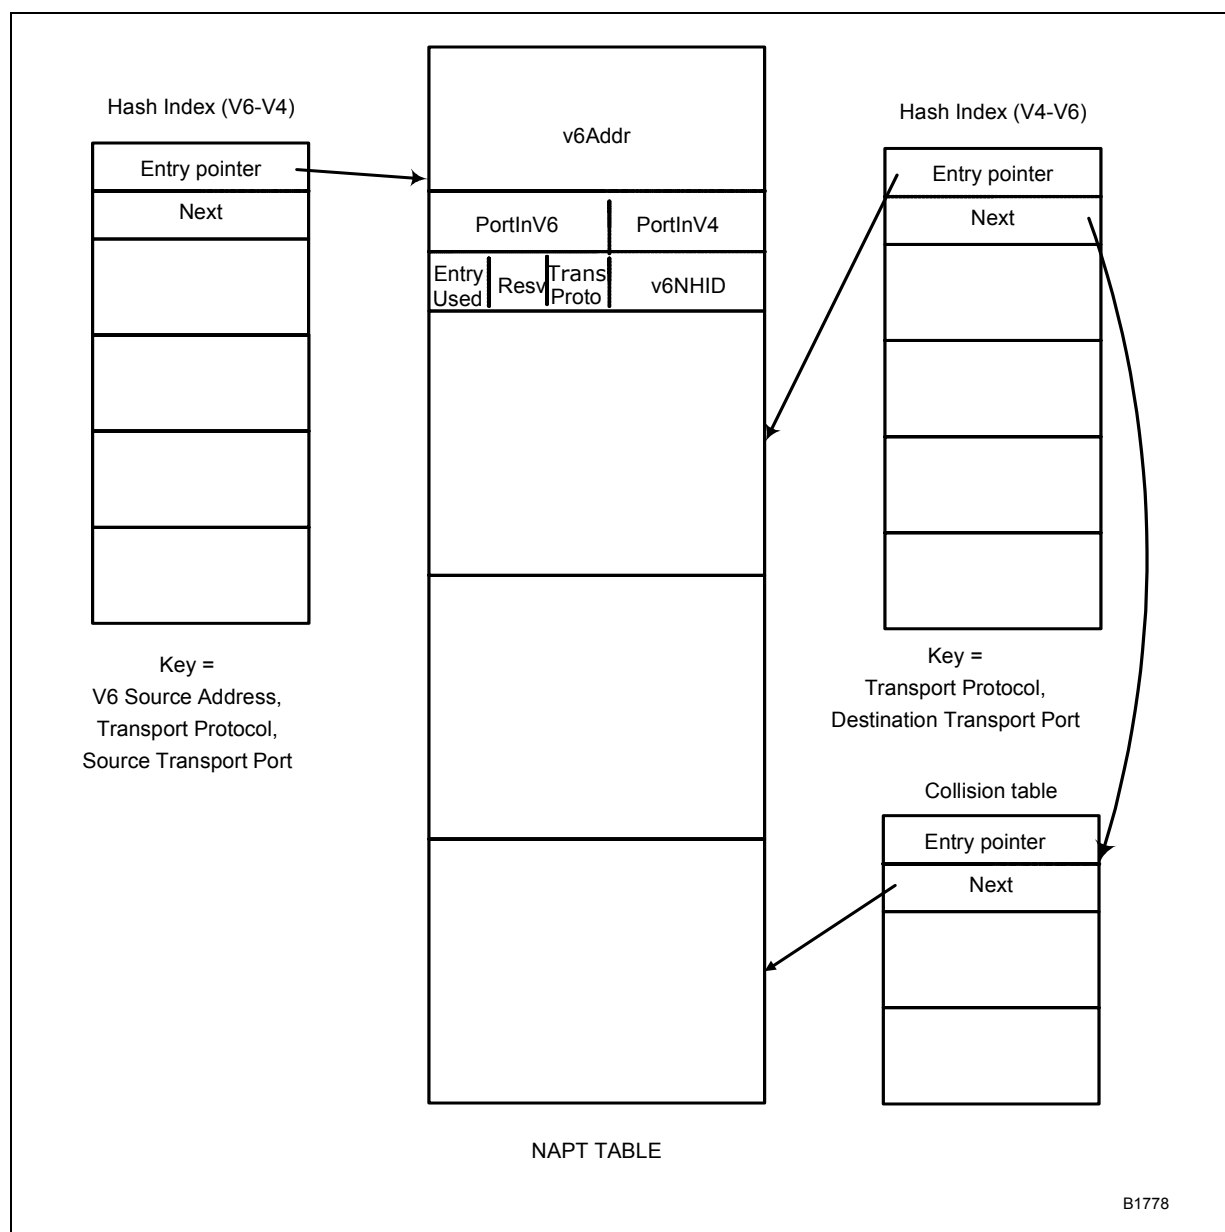 Hash Index (V6-V4)
Entry pointer
Next
Key =
V6 Source Address,
Transport Protocol,
Source Transport Port
v6Addr
PortInV6
PortInV4
Entry
Used
Resv
Trans
Proto
v6NHID
NAPT TABLE
Hash Index (V4-V6)
Entry pointer
Next
Key =
Transport Protocol,
Destination Transport Port
Collision table
Entry pointer
Next
B1778